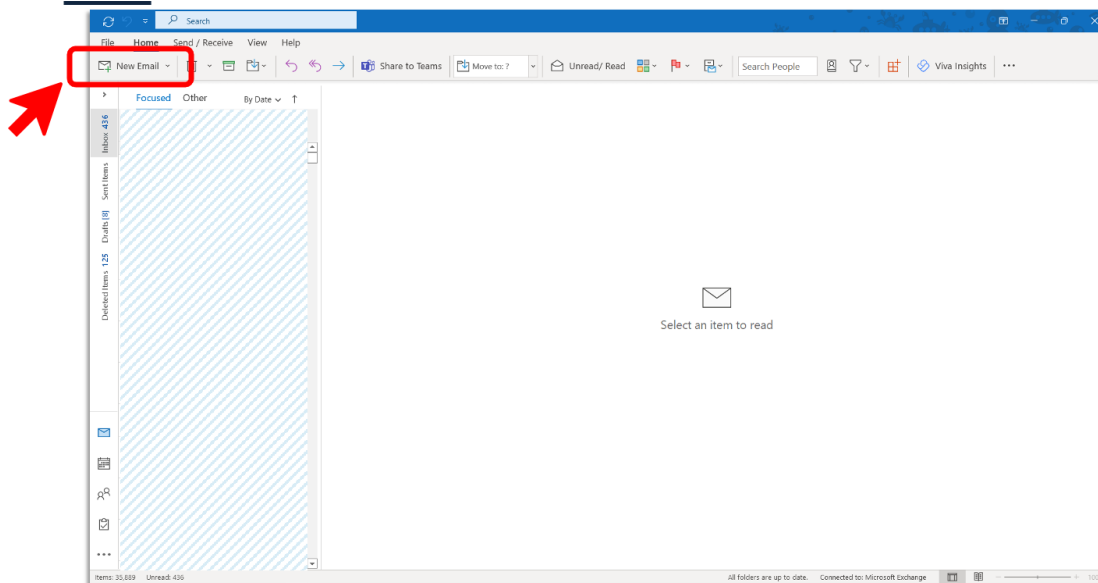 Search
File Home Send / Receive View Help
New Email Share to Teams Move to: ? Unread/ Read Search People Viva Insights
Focused Other By Date
Inbox 436
Sent Items
Drafts [8]
Deleted Items 125
Select an item to read
Items: 35,889 Unread: 436 All folders are up to date. Connected to: Microsoft Exchange